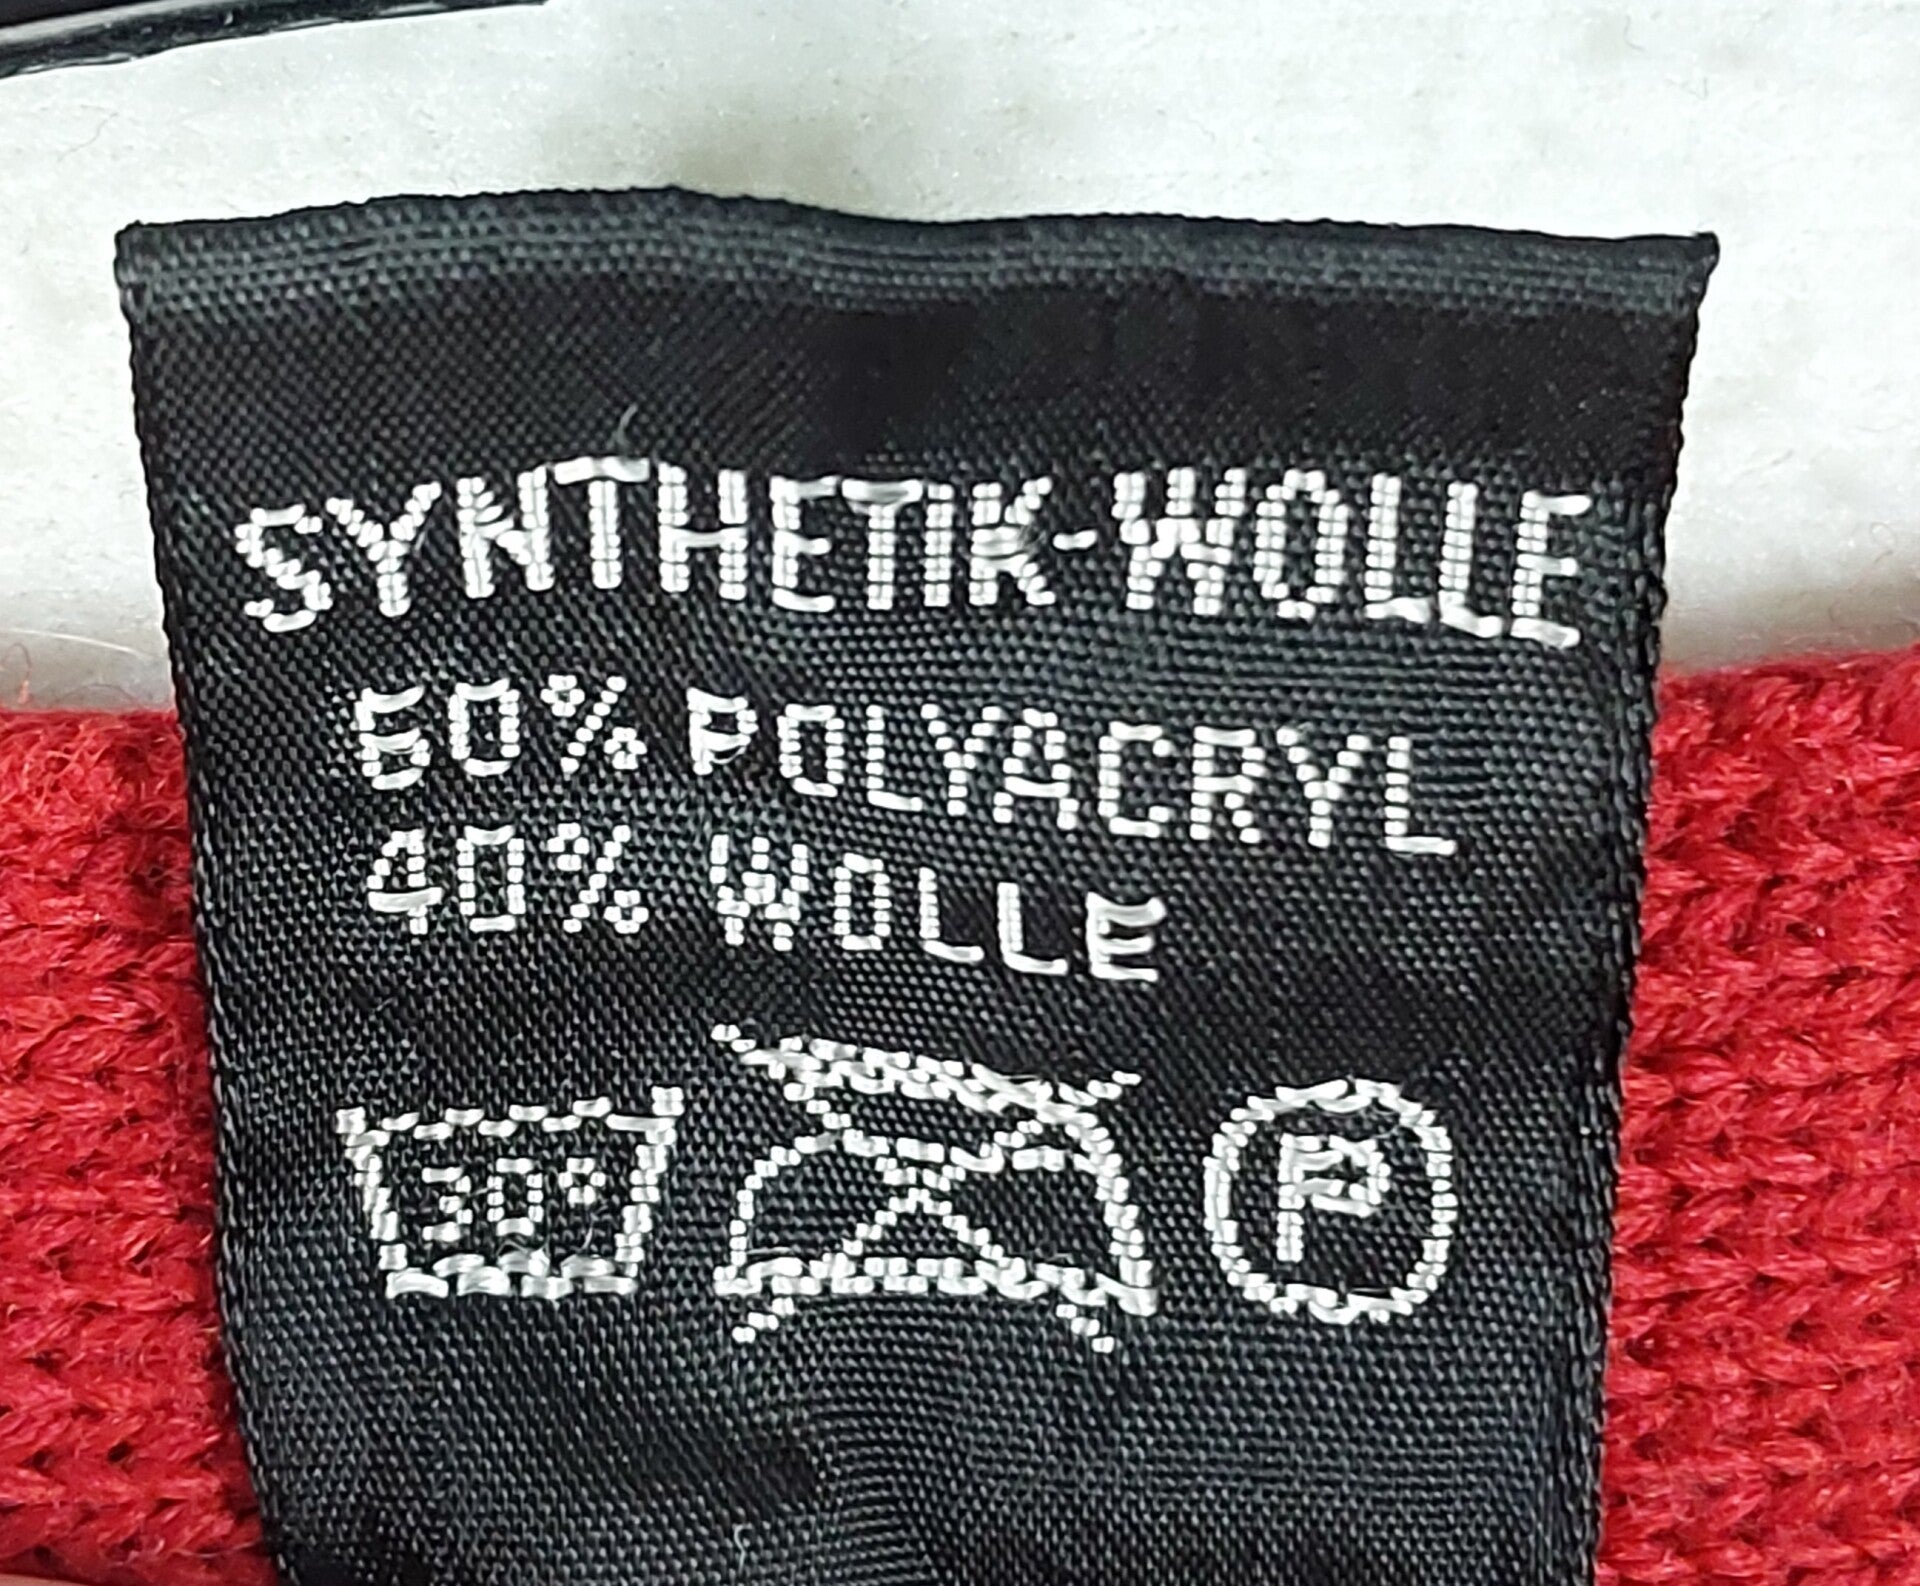 SYNTHETIK-WOLLE
60% POLYACRYL
40% WOLLE
30° P